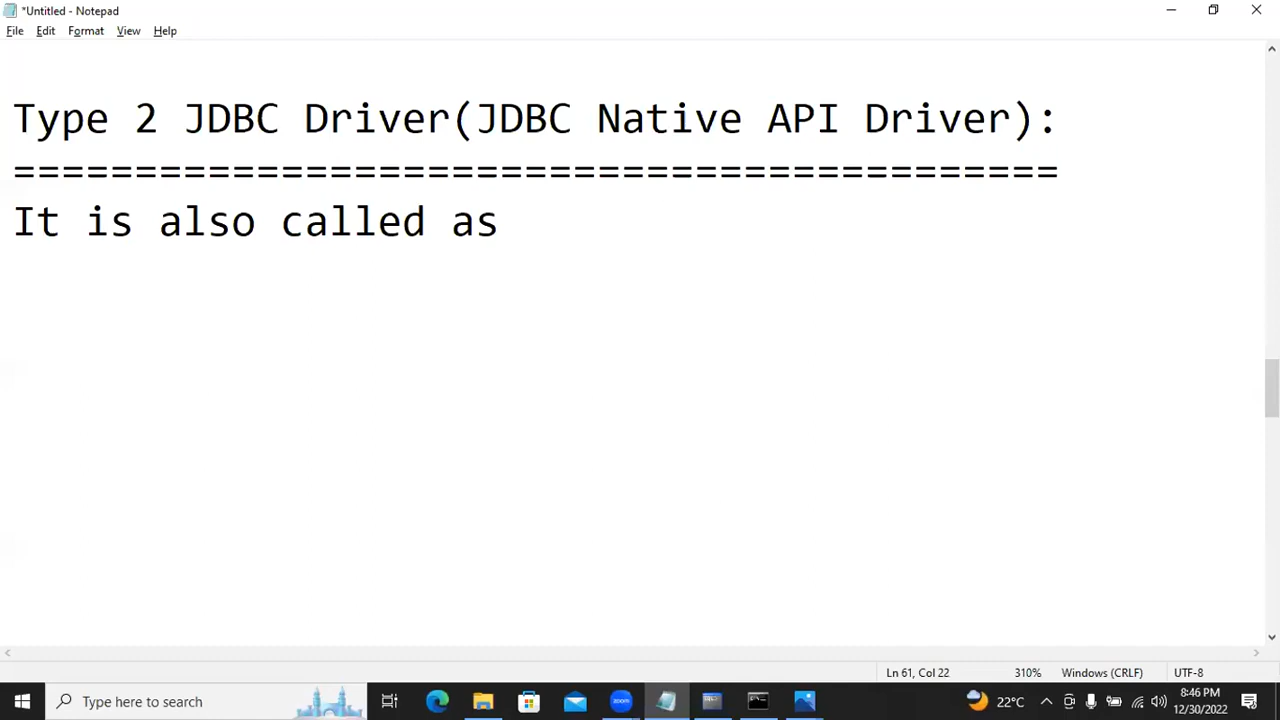 *Untitled - Notepad
File Edit Format View Help
Type 2 JDBC Driver(JDBC Native API Driver):
===========================================
It is also called as
Ln 61, Col 22 310% Windows (CRLF) UTF-8
Type here to search
zoom
22°C
8:46 PM
12/30/2022